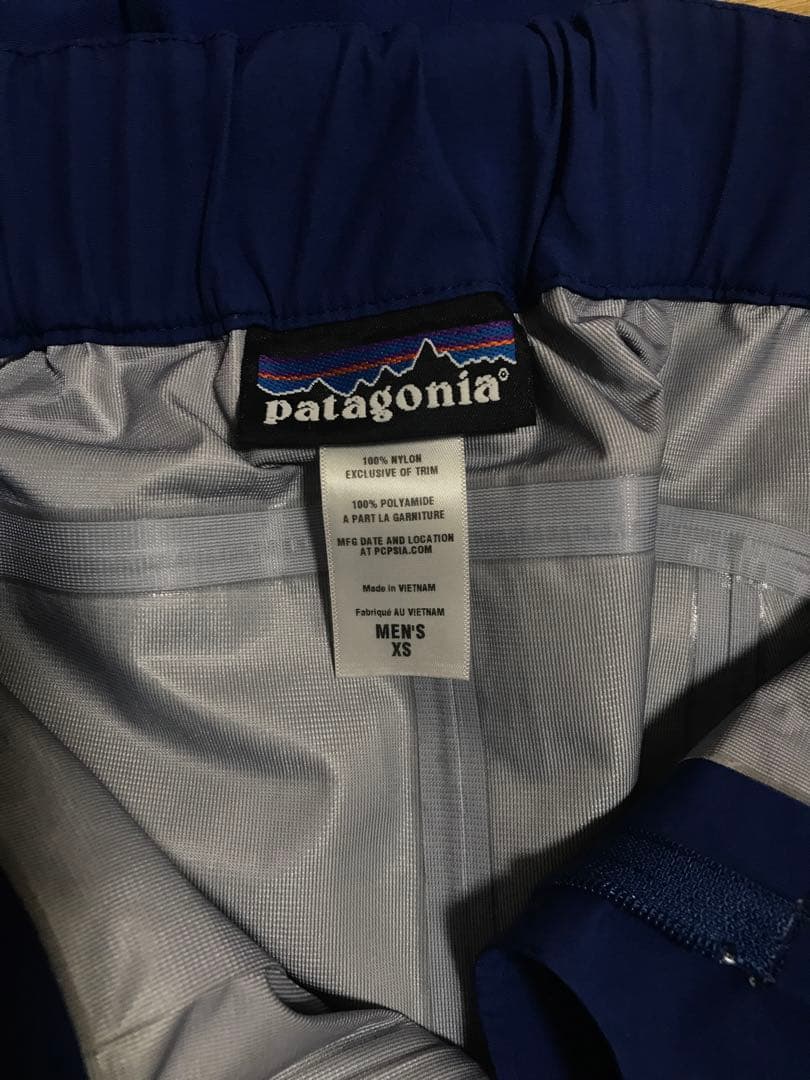 patagonia®
100% NYLON
EXCLUSIVE OF TRIM
100% POLYAMIDE
A PART LA GARNITURE
MFG DATE AND LOCATION
AT PCPSIA.COM
Made in VIETNAM
Fabriqué AU VIETNAM
MEN'S
XS